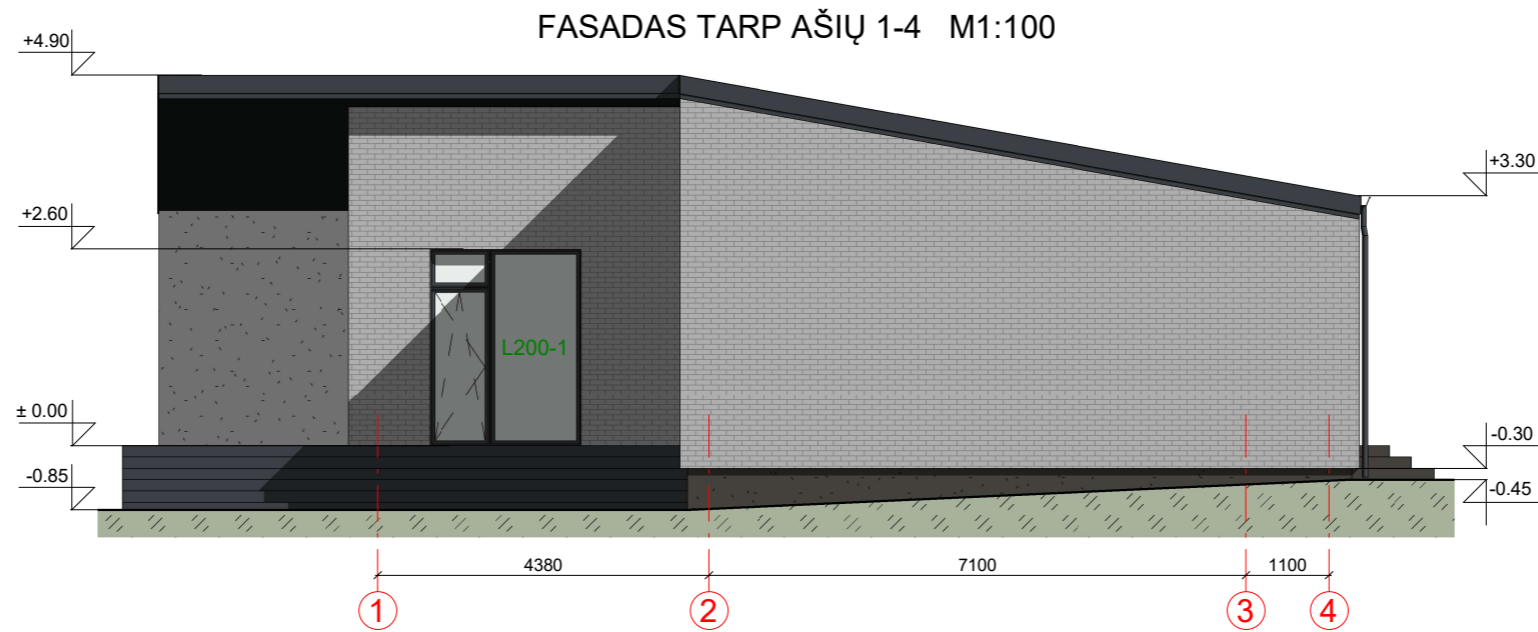 FASADAS TARP AŠIŲ 1-4 M1:100
+4.90
+3.30
+2.60
L200-1
± 0.00
-0.30
-0.85
-0.45
4380 7100 1100
1 2 3 4